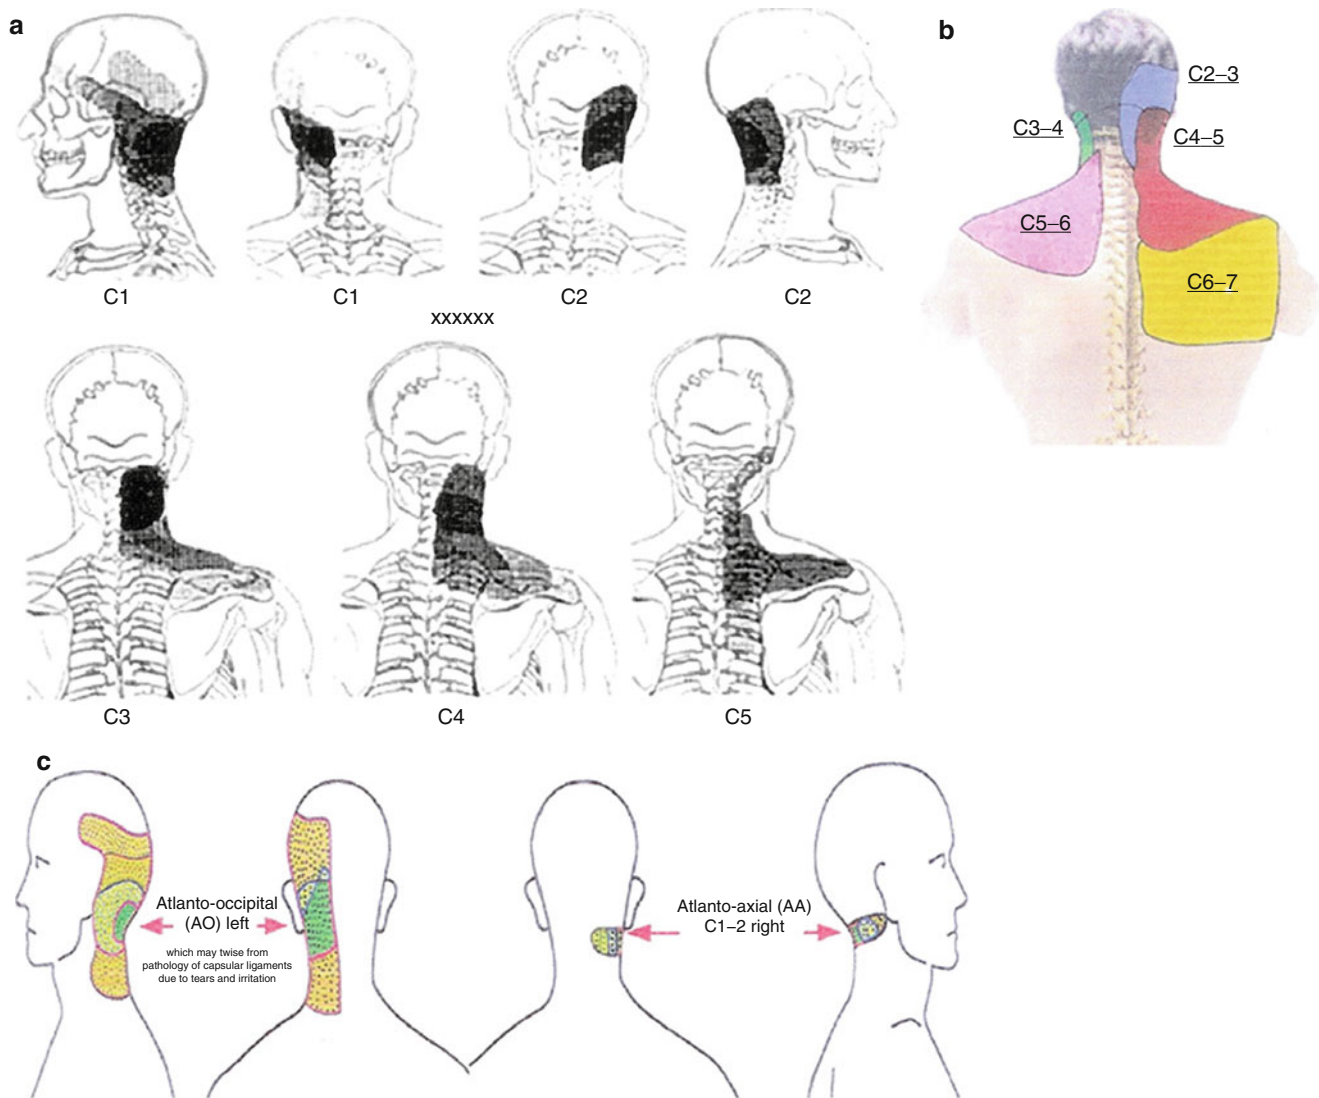 a
C1
C1
C2
C2
xxxxxx
C3
C4
C5
b
C2–3
C3–4
C4–5
C5–6
C6–7
c
Atlanto-occipital
(AO) left
which may twise from
pathology of capsular ligaments
due to tears and irritation
Atlanto-axial (AA)
C1–2 right